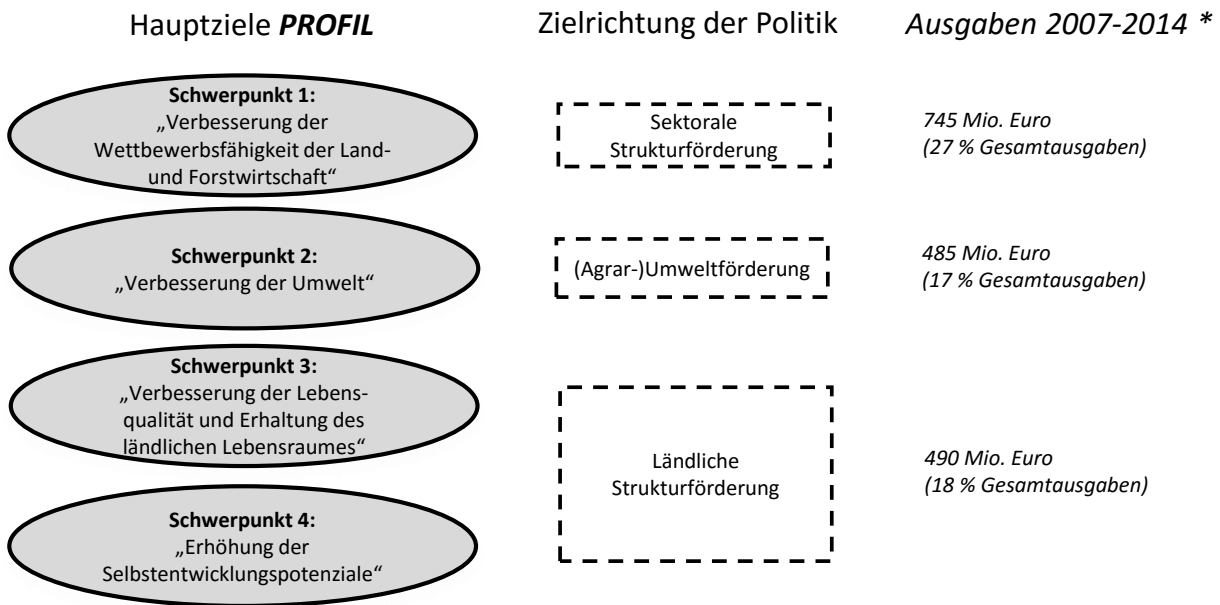 Hauptziele PROFIL
Zielrichtung der Politik
Ausgaben 2007-2014 *
Schwerpunkt 1:
„Verbesserung der
Wettbewerbsfähigkeit der Land-
und Forstwirtschaft“
Sektorale
Strukturförderung
745 Mio. Euro
(27 % Gesamtausgaben)
Schwerpunkt 2:
„Verbesserung der Umwelt“
(Agrar-)Umweltförderung
485 Mio. Euro
(17 % Gesamtausgaben)
Schwerpunkt 3:
„Verbesserung der Lebens-
qualität und Erhaltung des
ländlichen Lebensraumes“
Ländliche
Strukturförderung
490 Mio. Euro
(18 % Gesamtausgaben)
Schwerpunkt 4:
„Erhöhung der
Selbstentwicklungspotenziale“